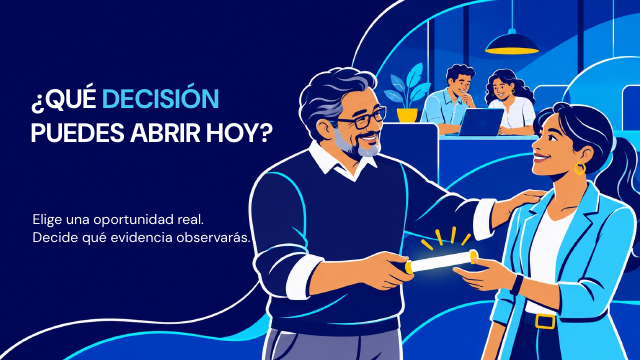 ¿QUÉ DECISIÓN
PUEDES ABRIR HOY?
Elige una oportunidad real.
Decide qué evidencia observarás.